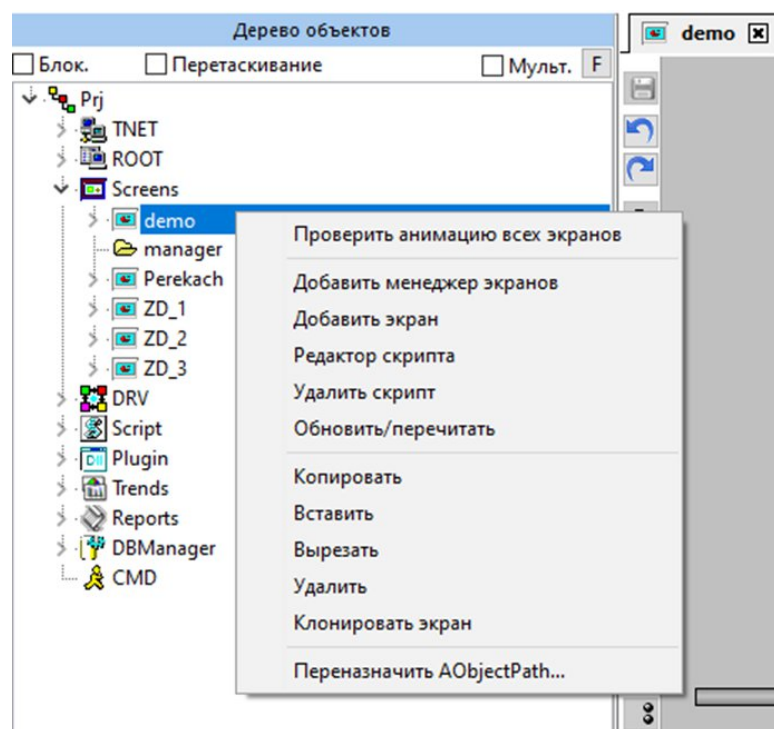 Дерево объектов
demo
Блок. Перетаскивание Мульт. F
Prj
TNET
ROOT
Screens
demo
manager
Perekach
ZD_1
ZD_2
ZD_3
DRV
Script
Plugin
Trends
Reports
DBManager
CMD
Проверить анимацию всех экранов
Добавить менеджер экранов
Добавить экран
Редактор скрипта
Удалить скрипт
Обновить/перечитать
Копировать
Вставить
Вырезать
Удалить
Клонировать экран
Переназначить AObjectPath...